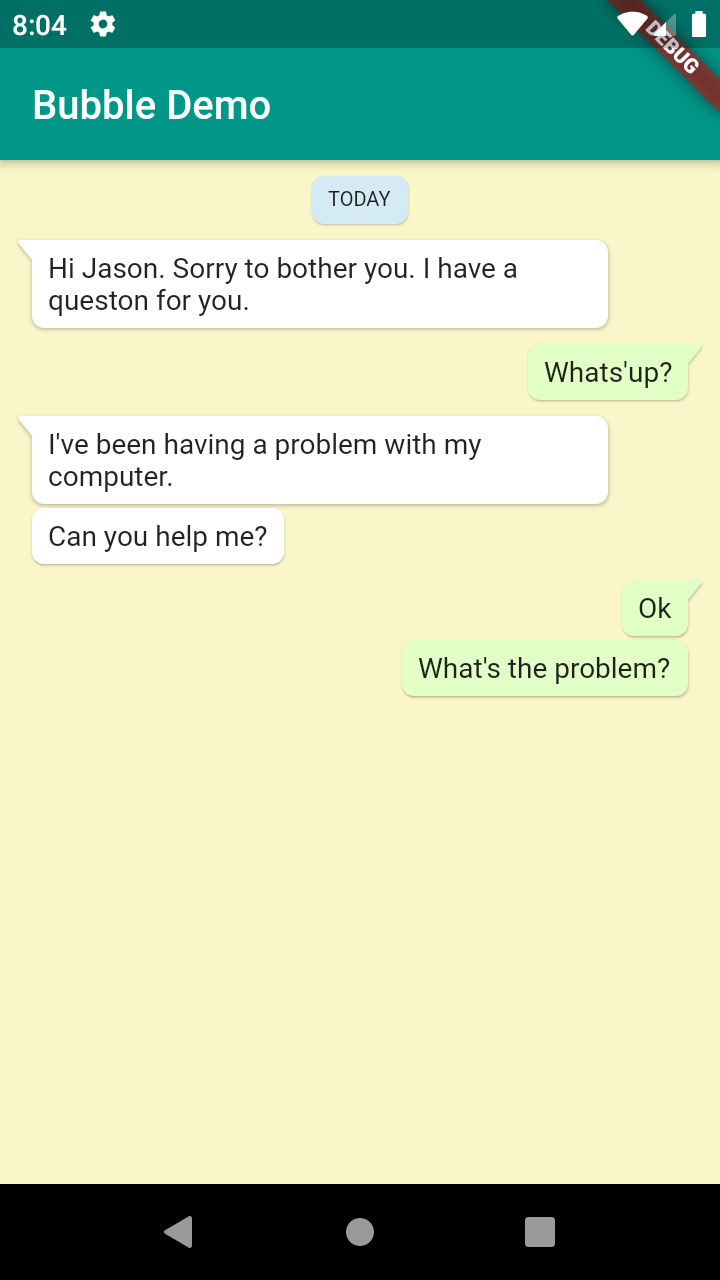 8:04
DEBUG
Bubble Demo
TODAY
Hi Jason. Sorry to bother you. I have a
queston for you.
Whats'up?
I've been having a problem with my
computer.
Can you help me?
Ok
What's the problem?